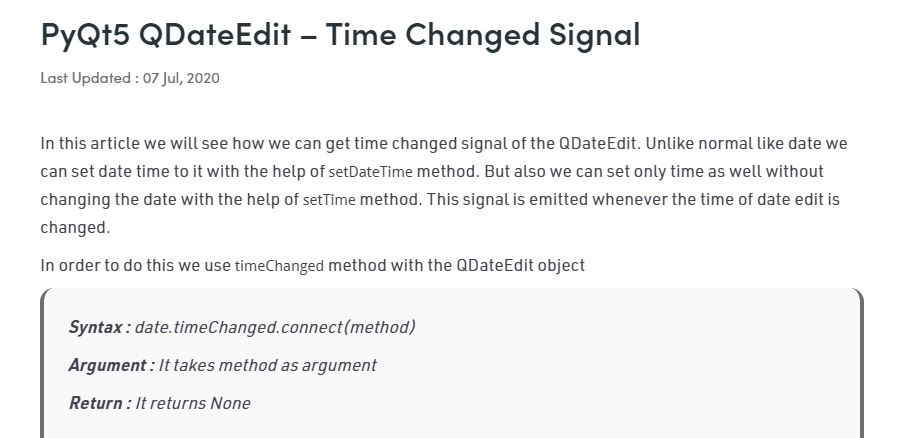 PyQt5 QDateEdit – Time Changed Signal
Last Updated : 07 Jul, 2020
In this article we will see how we can get time changed signal of the QDateEdit. Unlike normal like date we
can set date time to it with the help of setDateTime method. But also we can set only time as well without
changing the date with the help of setTime method. This signal is emitted whenever the time of date edit is
changed.
In order to do this we use timeChanged method with the QDateEdit object
Syntax : date.timeChanged.connect(method)
Argument : It takes method as argument
Return : It returns None